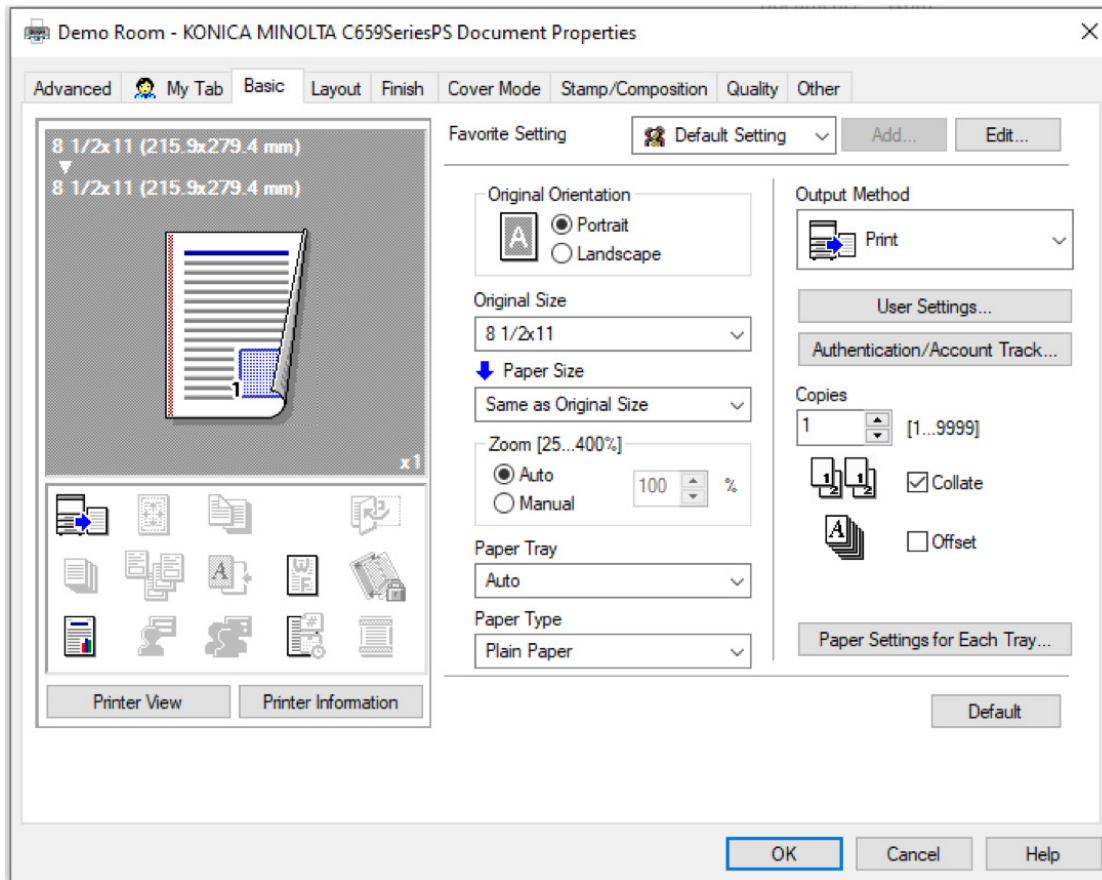 Demo Room - KONICA MINOLTA C659SeriesPS Document Properties
Advanced My Tab Basic Layout Finish Cover Mode Stamp/Composition Quality Other
8 1/2x11 (215.9x279.4 mm)
8 1/2x11 (215.9x279.4 mm)
1
x1
Printer View Printer Information
Favorite Setting Default Setting Add... Edit...
Original Orientation
A
Portrait
Landscape
Original Size
8 1/2x11
Paper Size
Same as Original Size
Zoom [25...400%]
Auto
Manual
100 %
Paper Tray
Auto
Paper Type
Plain Paper
Output Method
Print
User Settings...
Authentication/Account Track...
Copies
1 [1...9999]
Collate
Offset
Paper Settings for Each Tray...
Default
OK Cancel Help